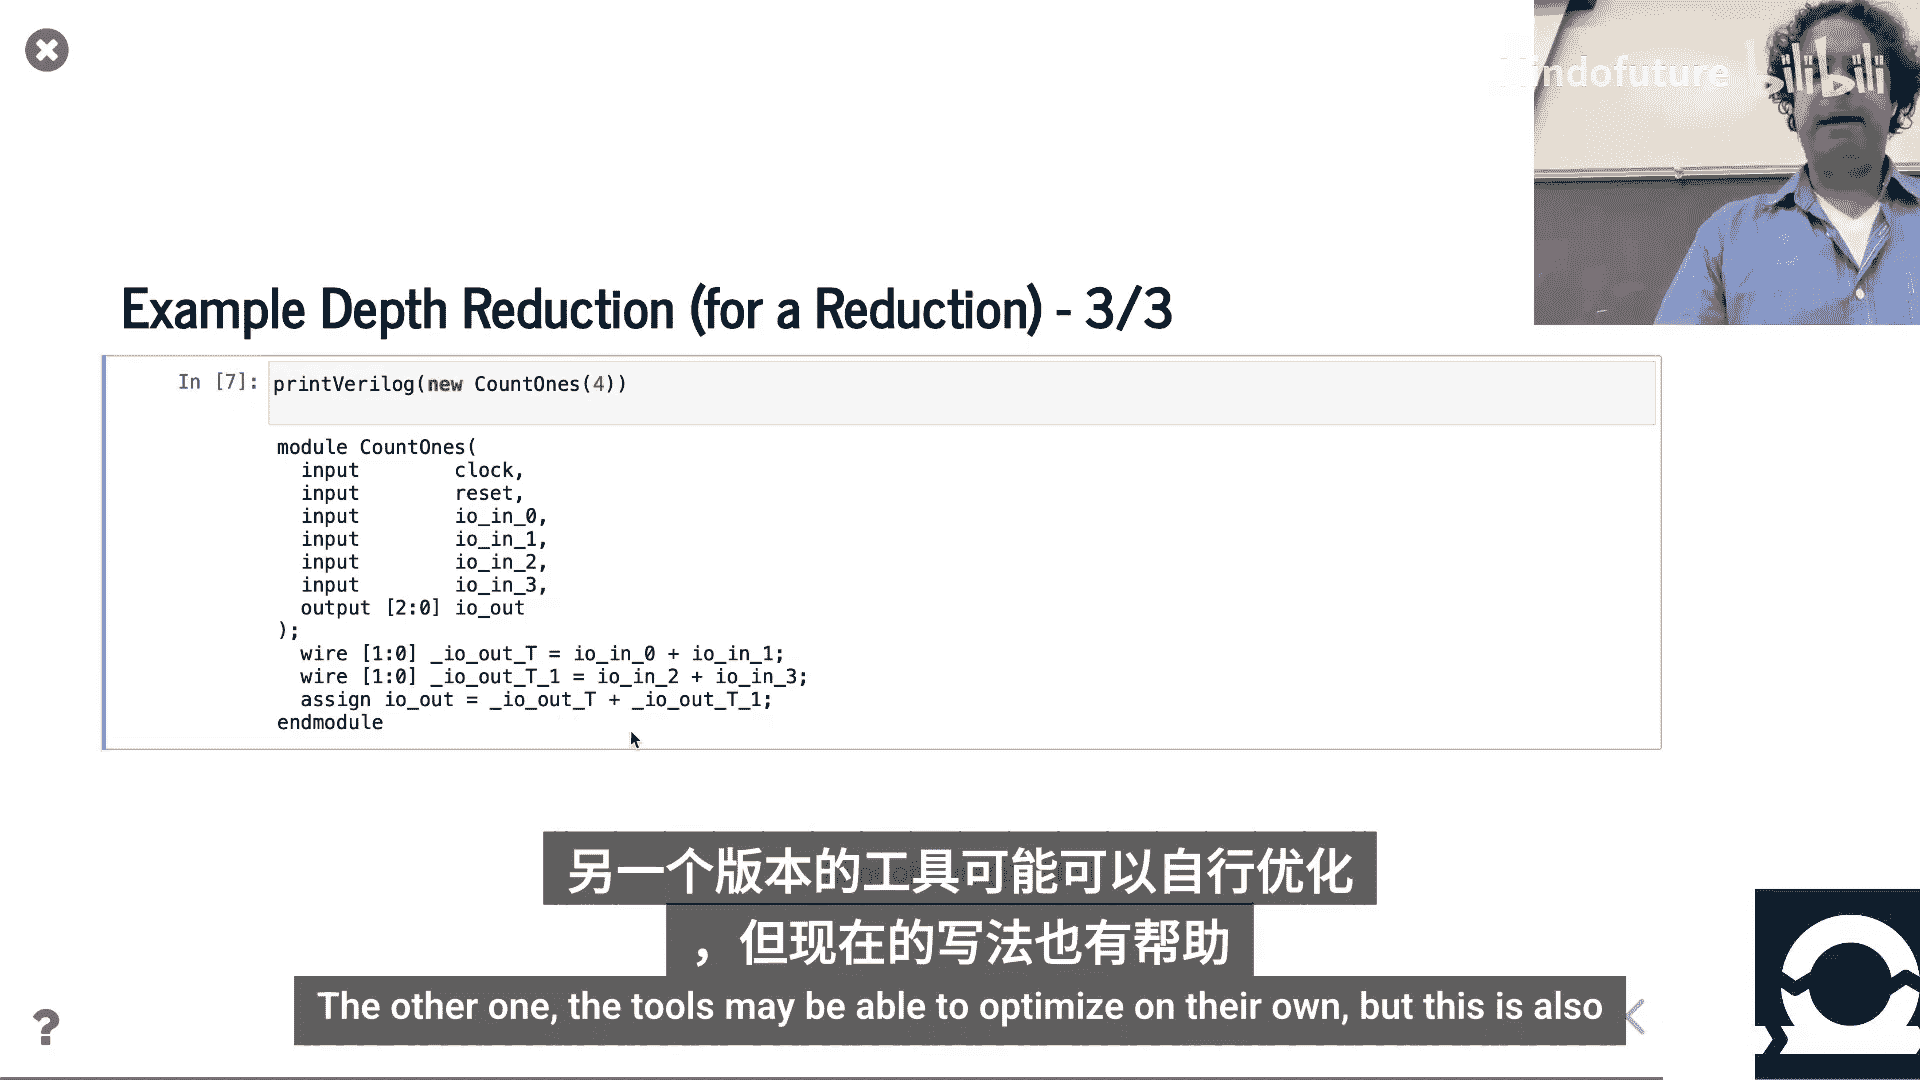 indofuture bilibili
Example Depth Reduction (for a Reduction) - 3/3
In [7]: printVerilog(new CountOnes(4))
module CountOnes(
input clock,
input reset,
input io_in_0,
input io_in_1,
input io_in_2,
input io_in_3,
output [2:0] io_out
);
wire [1:0] _io_out_T = io_in_0 + io_in_1;
wire [1:0] _io_out_T_1 = io_in_2 + io_in_3;
assign io_out = _io_out_T + _io_out_T_1;
endmodule
另一个版本的工具可能可以自行优化
，但现在的写法也有帮助
The other one, the tools may be able to optimize on their own, but this is also
?